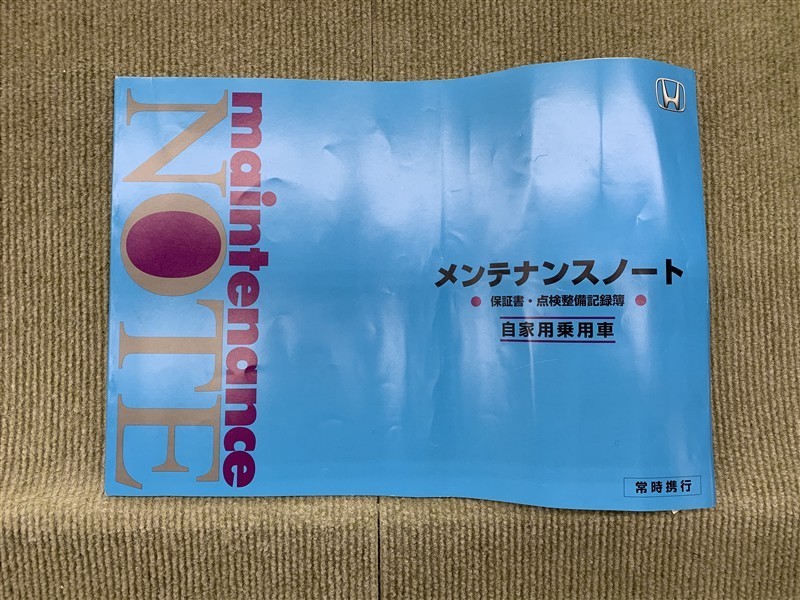 maintenance
NOTE
メンテナンスノート
● 保証書・点検整備記録簿 ●
自家用乗用車
常時携行